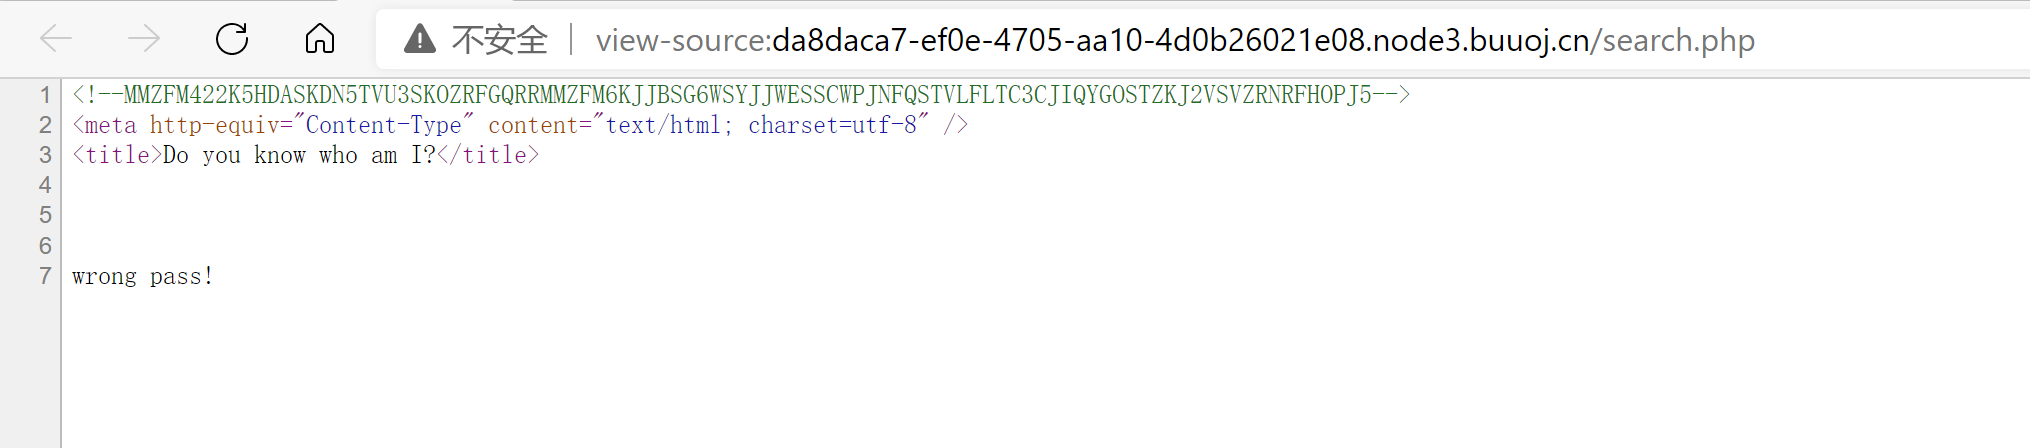 不安全 | view-source:da8daca7-ef0e-4705-aa10-4d0b26021e08.node3.buuoj.cn/search.php
1 <!--MMZFM422K5HDASKDN5TVU3SKOZRFGQRRMMZFM6KJJBSG6WSYJJWESSCWPJNFQSTVLFLTC3CJIQYGOSTZKJ2VSVZRNRFHOPJ5-->
2 <meta http-equiv="Content-Type" content="text/html; charset=utf-8" />
3 <title>Do you know who am I?</title>
4
5
6
7 wrong pass!